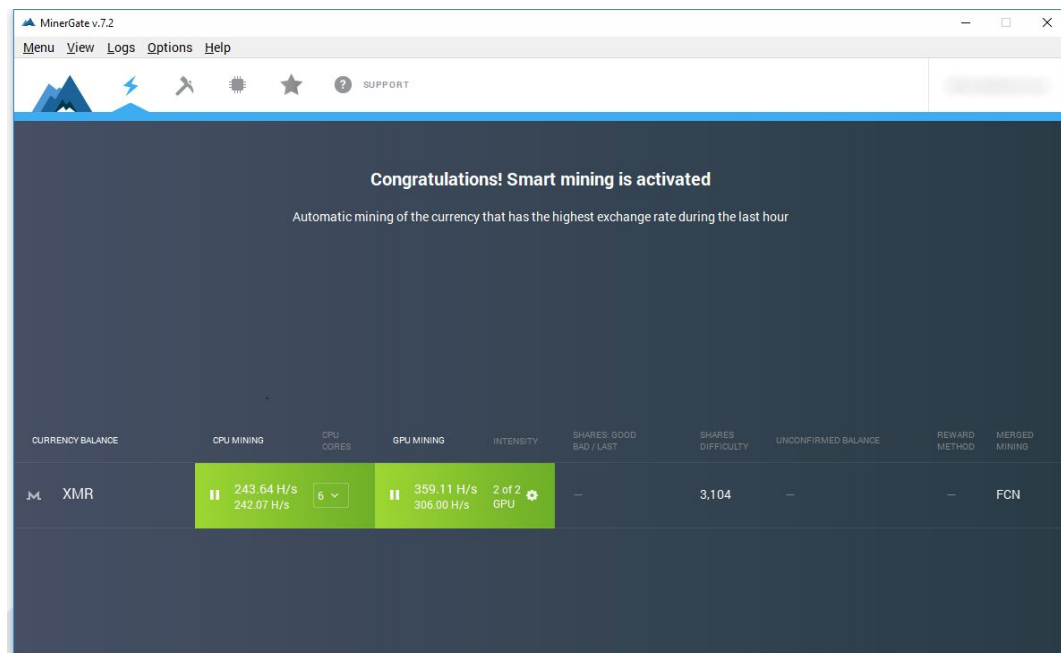 MinerGate v.7.2
Menu View Logs Options Help
SUPPORT
Congratulations! Smart mining is activated
Automatic mining of the currency that has the highest exchange rate during the last hour
CURRENCY BALANCE CPU MINING CPU CORES GPU MINING INTENSITY SHARES: GOOD BAD / LAST SHARES DIFFICULTY UNCONFIRMED BALANCE REWARD METHOD MERGED MINING
XMR 243.64 H/s 6 359.11 H/s 2 of 2 GPU — 3,104 — — FCN
242.07 H/s 306.00 H/s